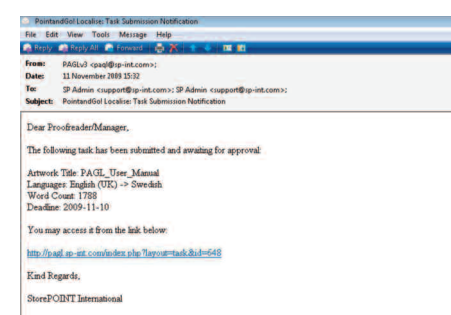 PointandGo! Localise: Task Submission Notification
File Edit View Tools Message Help
Reply Reply All Forward
From: PAGLv3 <pagl@sp-int.com>;
Date: 11 November 2009 15:32
To: SP Admin <support@sp-int.com>; SP Admin <support@sp-int.com>;
Subject: PointandGo! Localise: Task Submission Notification
Dear Proofreader/Manager,
The following task has been submitted and awaiting for approval:
Artwork Title: PAGL_User_Manual
Languages: English (UK) -> Swedish
Word Count: 1788
Deadline: 2009-11-10
You may access it from the link below:
http://pagl.sp-int.com/index.php?layout=task&id=648
Kind Regards,
StorePOINT International